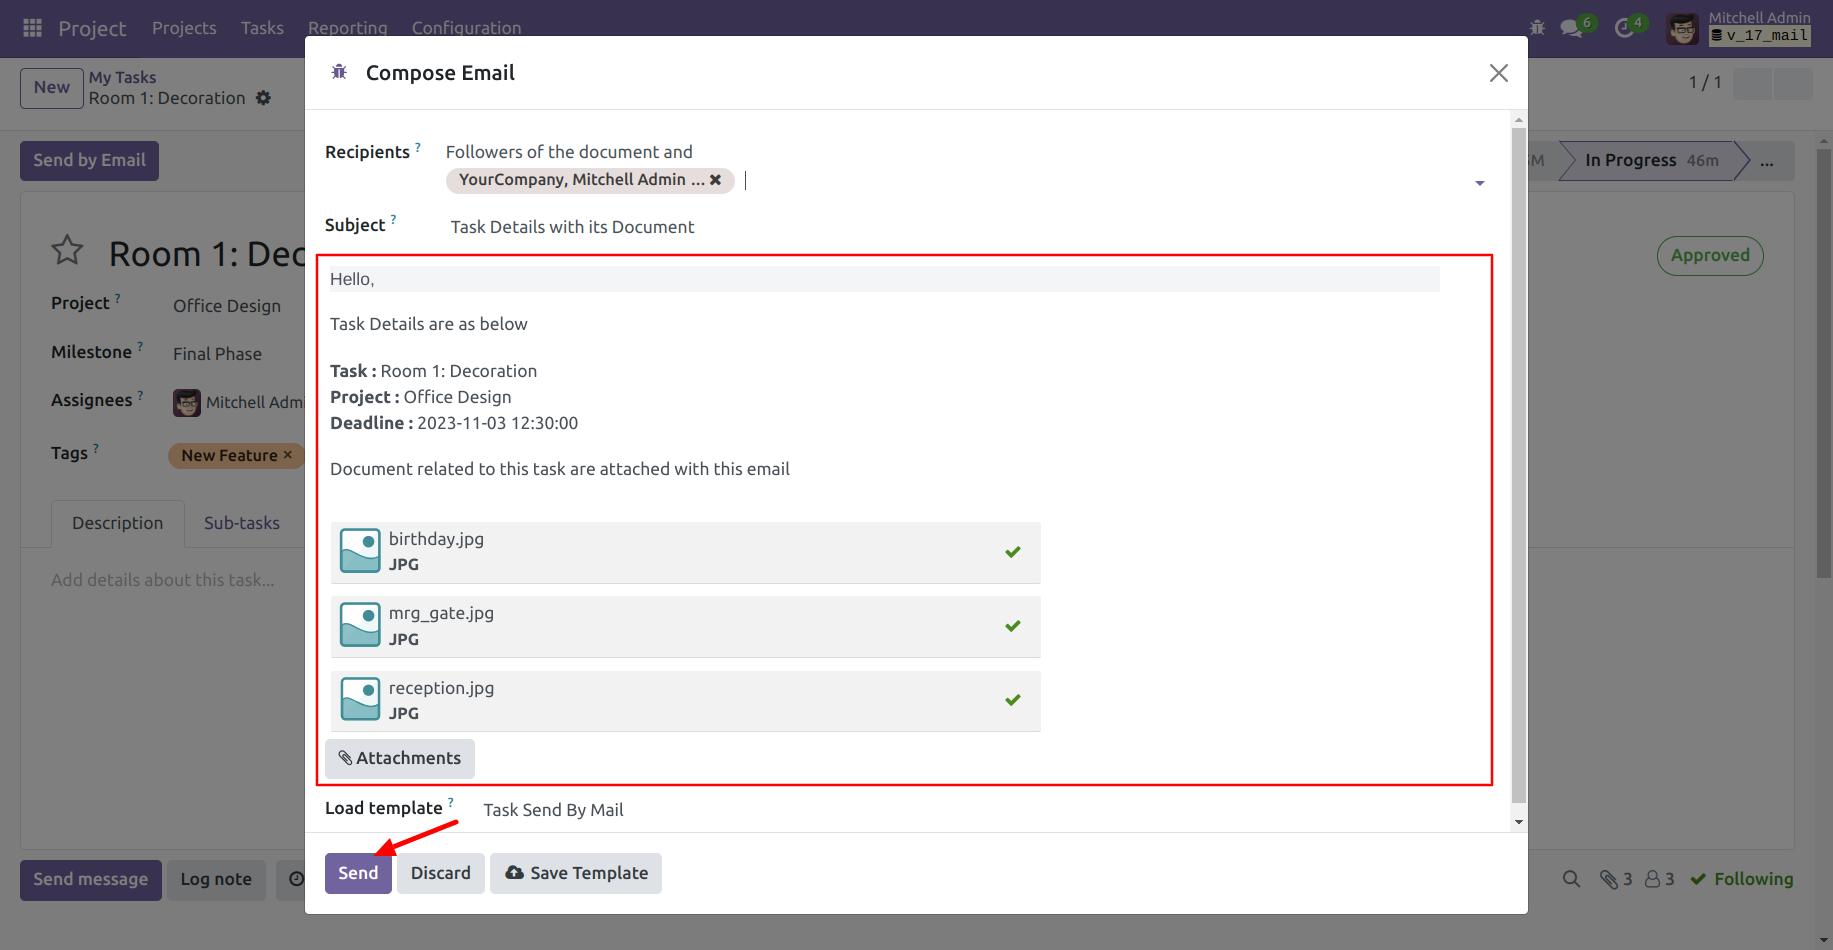 Project Projects Tasks Reporting Configuration 6 4 Mitchell Admin
v_17_mail
New My Tasks
Room 1: Decoration
1 / 1
Send by Email
In Progress 46m ...
Room 1: Dec
Approved
Project ? Office Design
Milestone ? Final Phase
Assignees ? Mitchell Admi
Tags ? New Feature ×
Description Sub-tasks
Add details about this task...
Send message Log note
3 3 Following
Compose Email
Recipients ? Followers of the document and
YourCompany, Mitchell Admin ...
Subject ? Task Details with its Document
Hello,
Task Details are as below
Task : Room 1: Decoration
Project : Office Design
Deadline : 2023-11-03 12:30:00
Document related to this task are attached with this email
birthday.jpg
JPG
mrg_gate.jpg
JPG
reception.jpg
JPG
Attachments
Load template ? Task Send By Mail
Send Discard Save Template